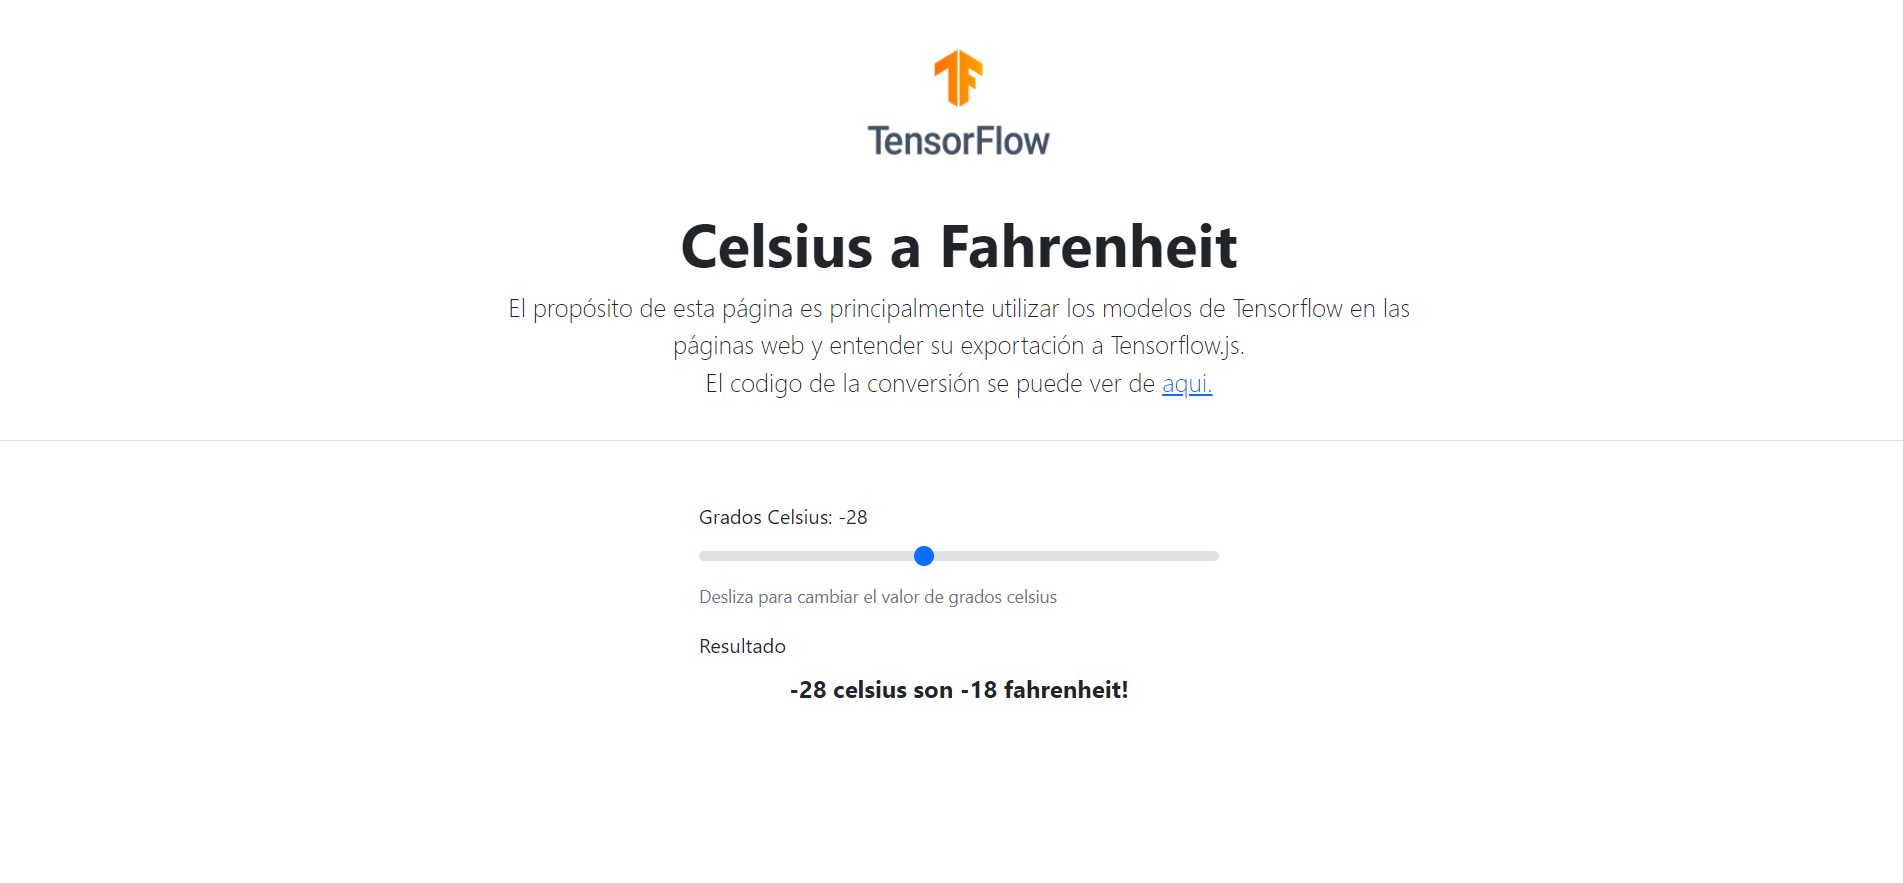 TensorFlow
Celsius a Fahrenheit
El propósito de esta página es principalmente utilizar los modelos de Tensorflow en las
páginas web y entender su exportación a Tensorflow.js.
El codigo de la conversión se puede ver de aqui.
Grados Celsius: -28
Desliza para cambiar el valor de grados celsius
Resultado
-28 celsius son -18 fahrenheit!